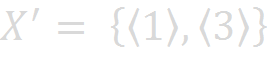 X′ = {⟨1⟩,⟨3⟩}